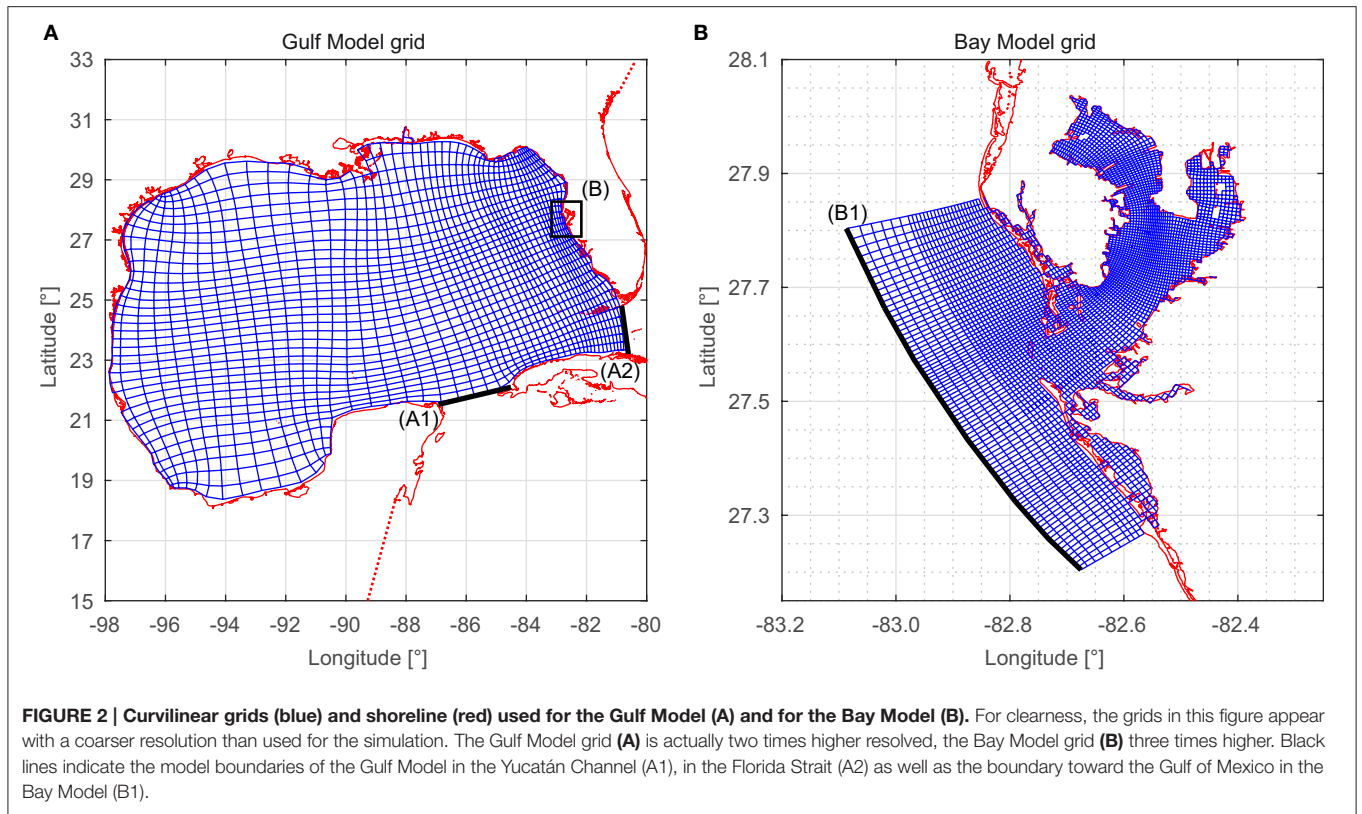 A
Gulf Model grid
33
31
29
27
25
23
21
19
17
15
Latitude [°]
-98
-96
-94
-92
-90
-88
-86
-84
-82
-80
Longitude [°]
(B)
(A1)
(A2)
B
Bay Model grid
28.1
27.9
27.7
27.5
27.3
Latitude [°]
-83.2
-83.0
-82.8
-82.6
-82.4
Longitude [°]
(B1)
FIGURE 2 | Curvilinear grids (blue) and shoreline (red) used for the Gulf Model (A) and for the Bay Model (B). For clearness, the grids in this figure appear
with a coarser resolution than used for the simulation. The Gulf Model grid (A) is actually two times higher resolved, the Bay Model grid (B) three times higher. Black
lines indicate the model boundaries of the Gulf Model in the Yucatán Channel (A1), in the Florida Strait (A2) as well as the boundary toward the Gulf of Mexico in the
Bay Model (B1).